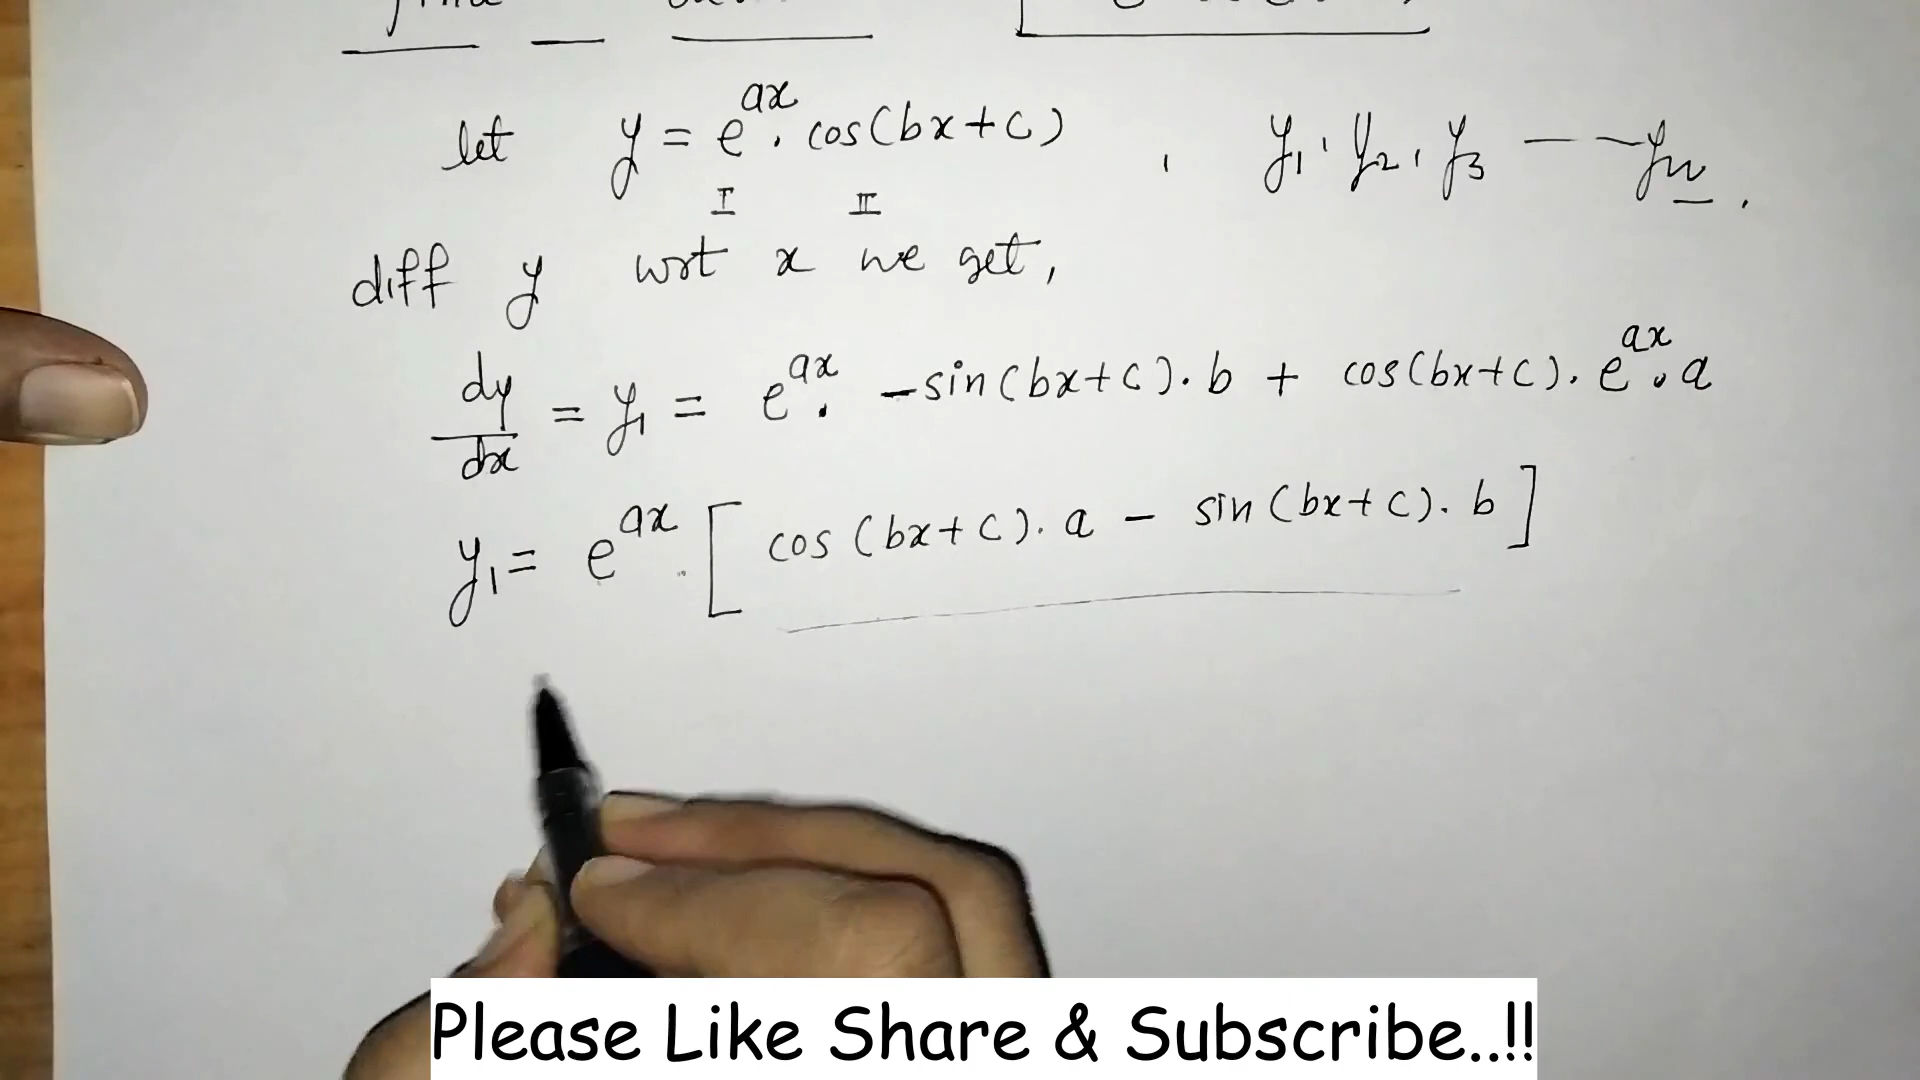 let y = e^{ax} . cos(bx+c) , y₁, y₂, y₃ — — yₙ .
I II
diff y wrt x we get,
dy/dx = y₁ = e^{ax} . -sin(bx+c) . b + cos(bx+c) . e^{ax} . a
y₁ = e^{ax} . [ cos (bx+c) . a - sin (bx+c) . b ]
Please Like Share & Subscribe..!!